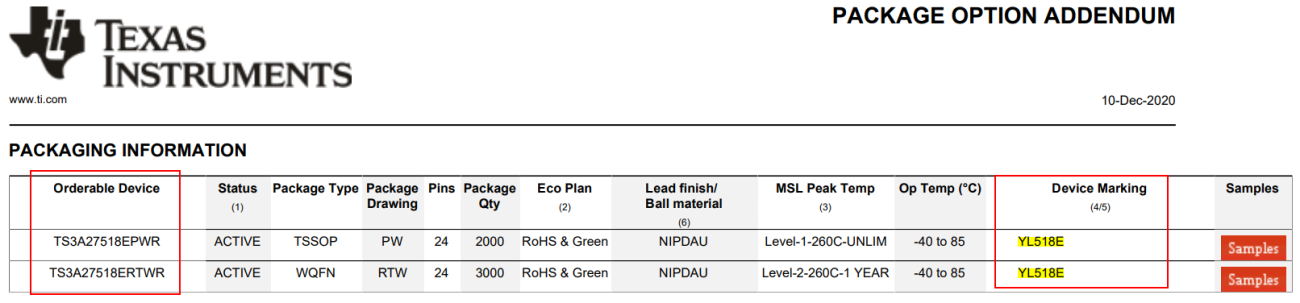 TEXAS
INSTRUMENTS
PACKAGE OPTION ADDENDUM
www.ti.com
10-Dec-2020
PACKAGING INFORMATION
Orderable Device Status Package Type Package Pins Package Eco Plan Lead finish/ MSL Peak Temp Op Temp (°C) Device Marking Samples
(1) Drawing Qty (2) Ball material (3) (4/5)
(6)
TS3A27518EPWR ACTIVE TSSOP PW 24 2000 RoHS & Green NIPDAU Level-1-260C-UNLIM -40 to 85 YL518E Samples
TS3A27518ERTWR ACTIVE WQFN RTW 24 3000 RoHS & Green NIPDAU Level-2-260C-1 YEAR -40 to 85 YL518E Samples